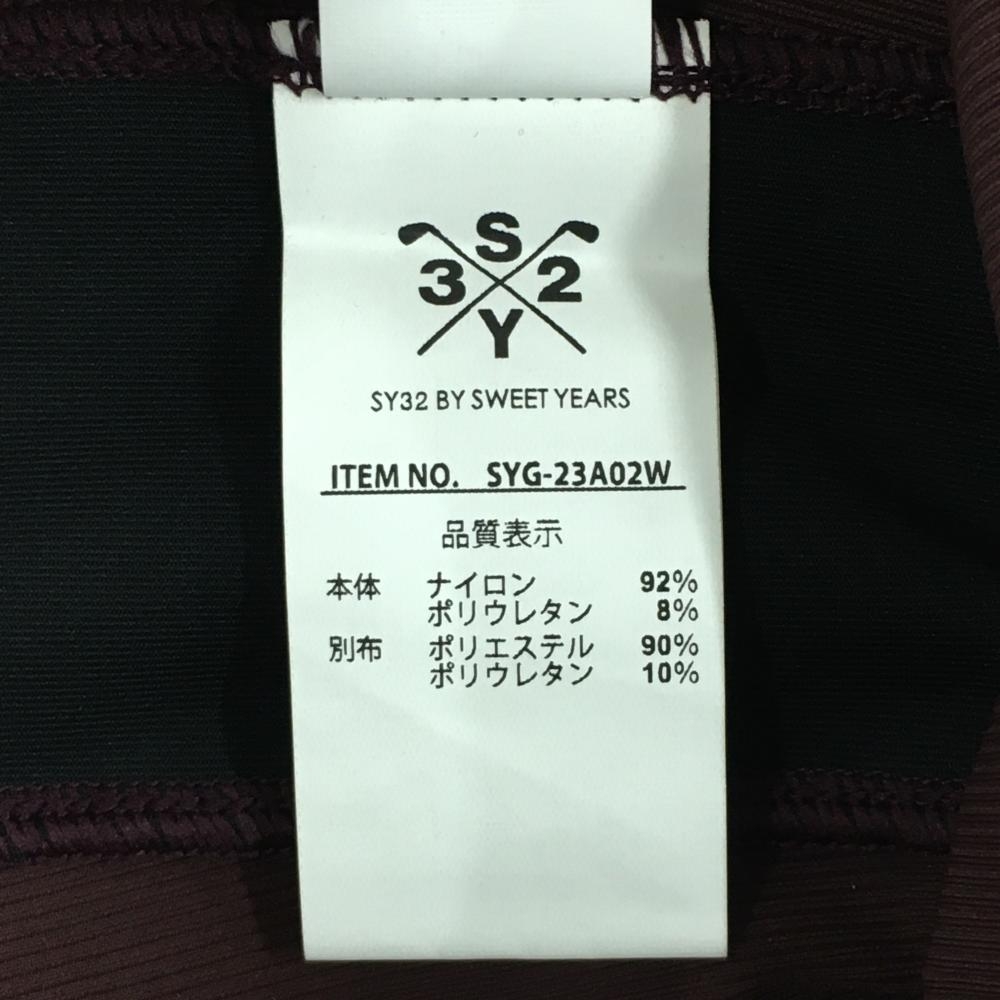 S
3 2
Y
SY32 BY SWEET YEARS
ITEM NO. SYG-23A02W
品質表示
本体 ナイロン 92%
ポリウレタン 8%
別布 ポリエステル 90%
ポリウレタン 10%